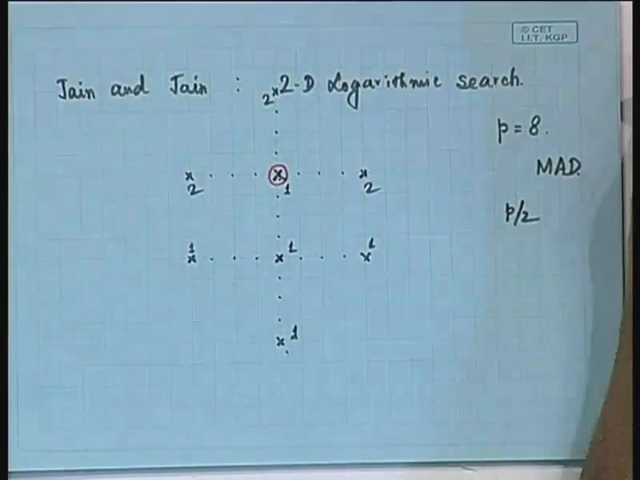 © CET
I.I.T. KGP
Jain and Jain : 2-D Logarithmic search.
2 x
p = 8.
MAD.
x 2 x 1 x 2
p/2
1 x x 1 x 1
x 1